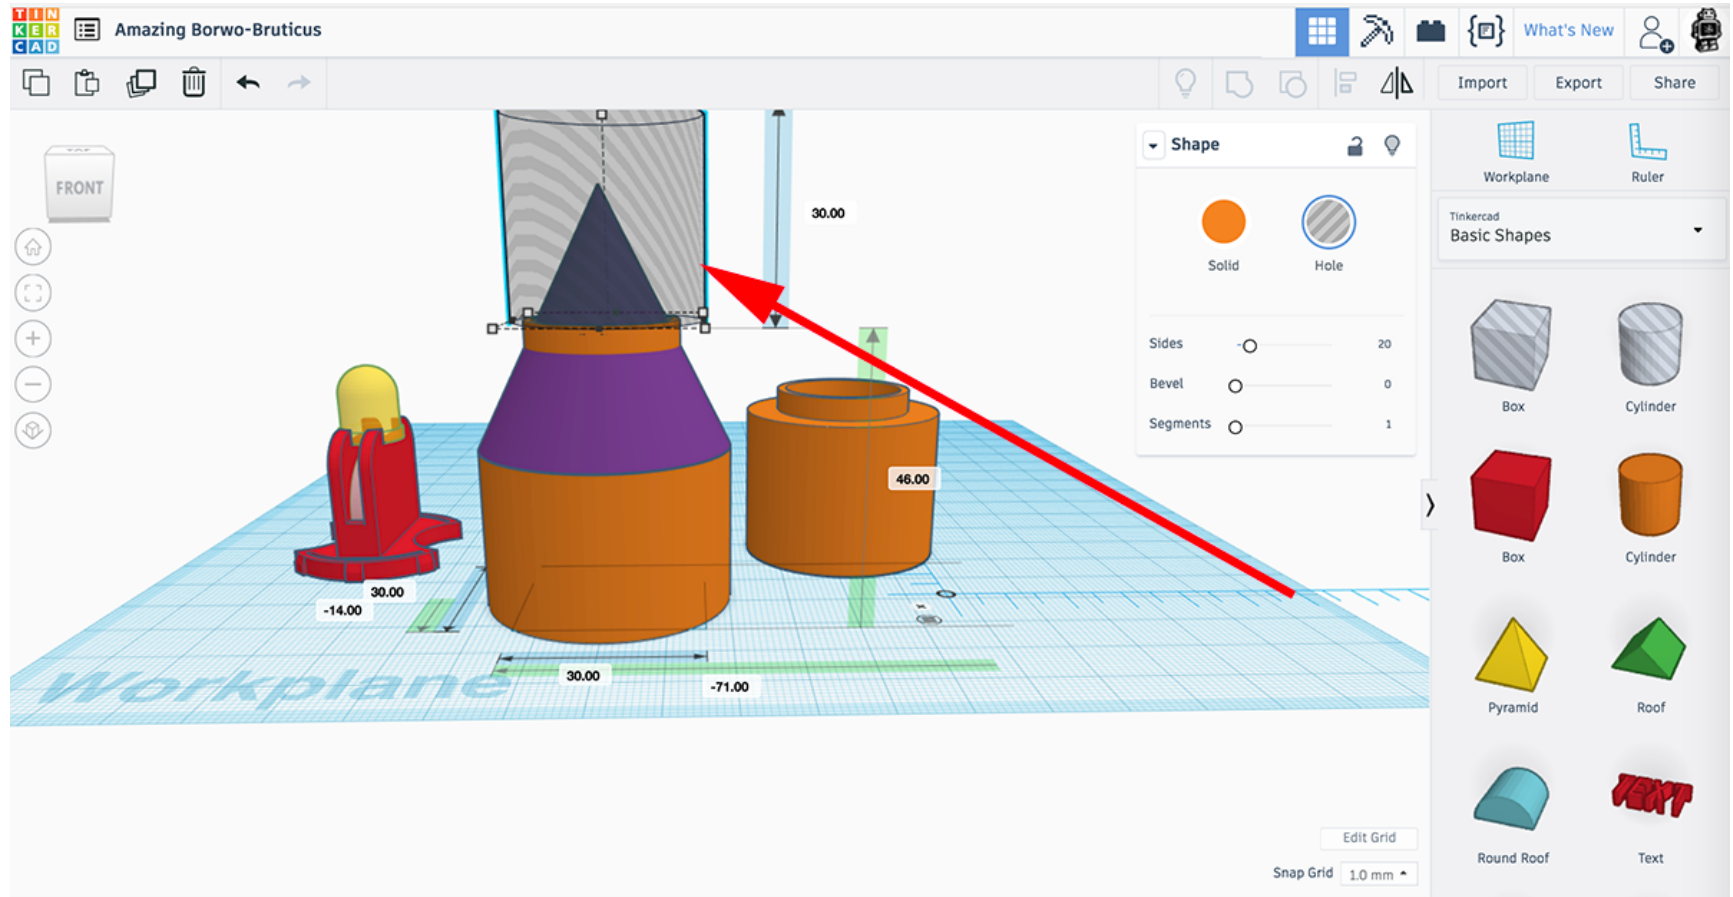 TIN
KER
CAD
Amazing Borwo-Bruticus
What's New
Import
Export
Share
FRONT
30.00
Shape
Solid
Hole
Sides
20
Bevel
0
Segments
1
Workplane
Ruler
Tinkercad
Basic Shapes
Box
Cylinder
Box
Cylinder
Pyramid
Roof
TEXT
Round Roof
Text
46.00
30.00
-14.00
30.00
-71.00
Workplane
Edit Grid
Snap Grid
1.0 mm